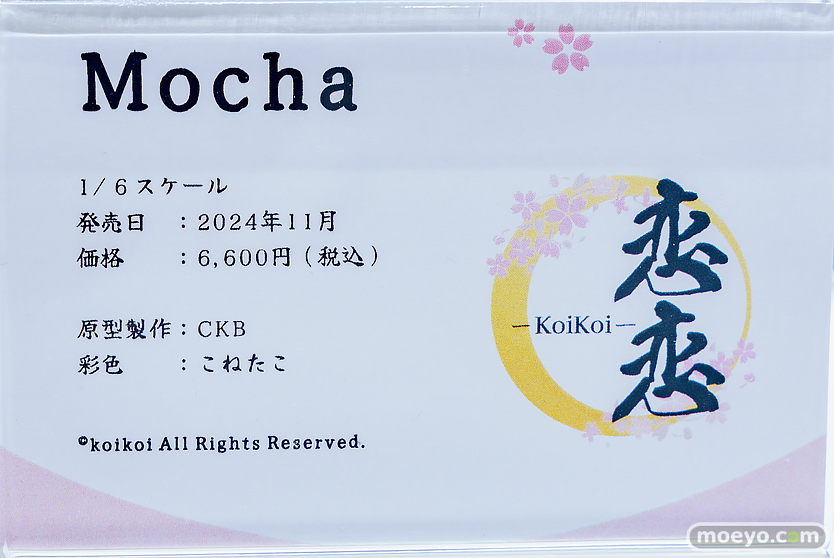 Mocha
1/6スケール
発売日　：2024年11月
価格　　：6,600円（税込）
原型製作：CKB
彩色　　：こねたこ
©koikoi All Rights Reserved.
恋恋
－KoiKoi－
moeyo.com